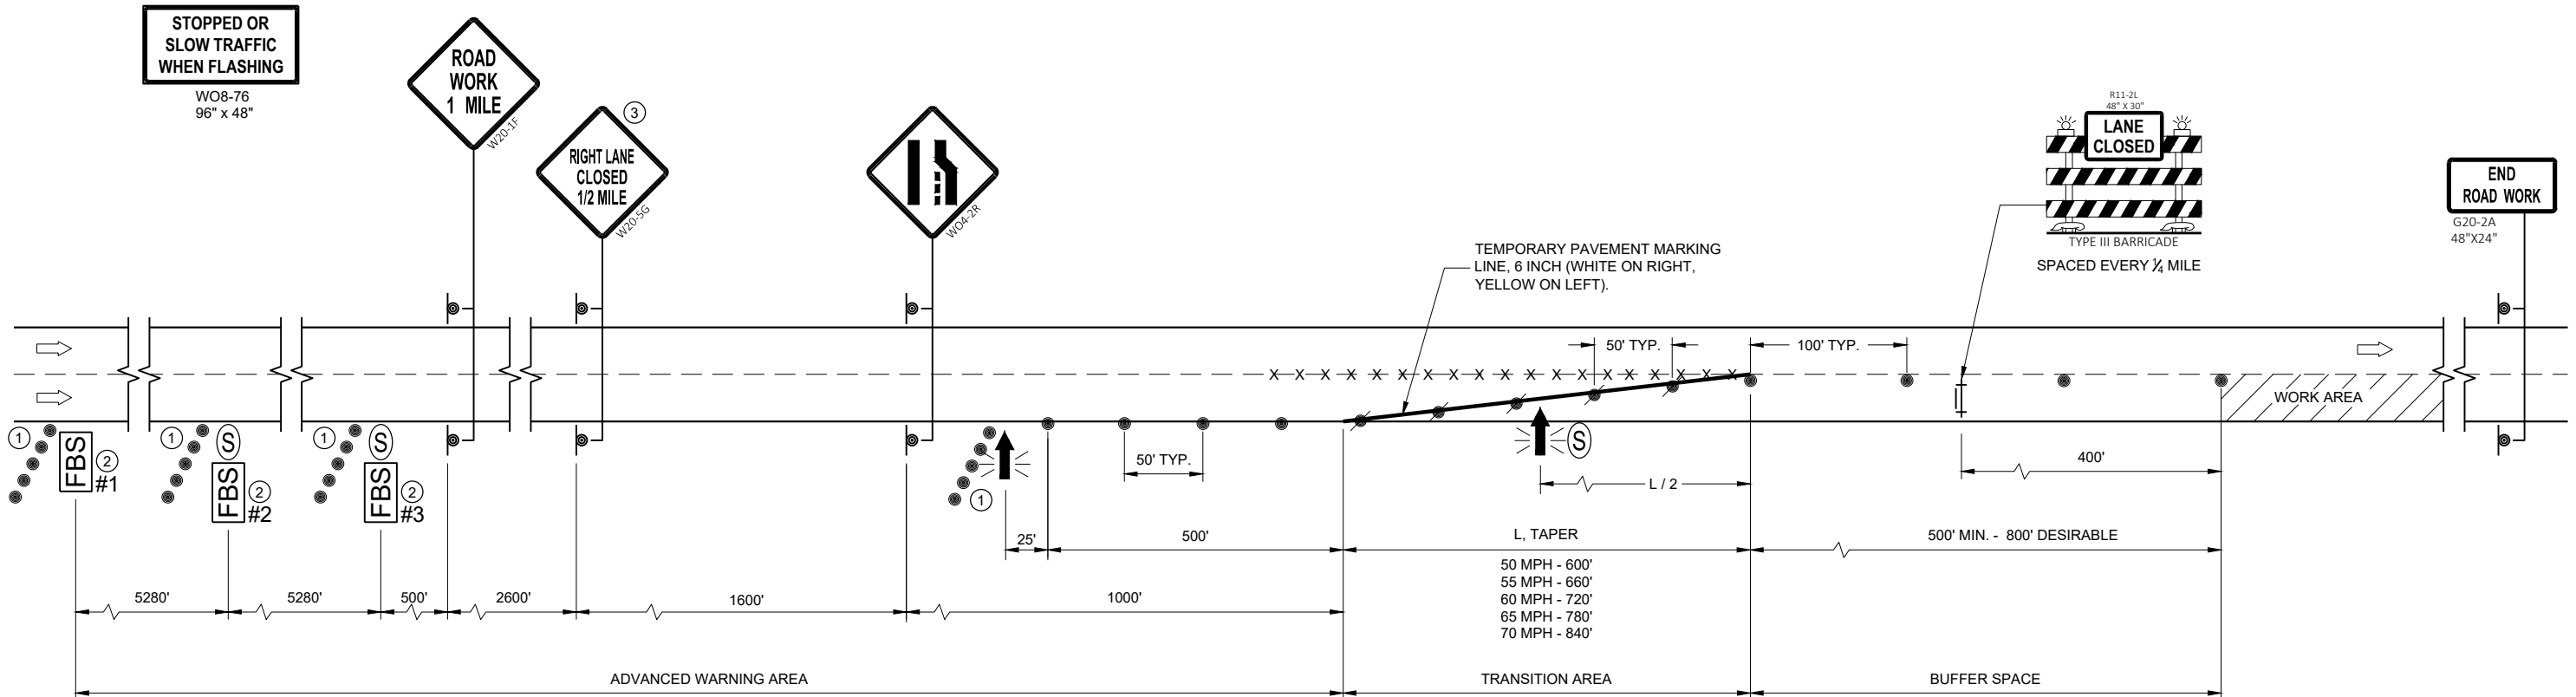 STOPPED OR
SLOW TRAFFIC
WHEN FLASHING
WO8-76
96" x 48"
ROAD
WORK
1 MILE
W20-1F
3
RIGHT LANE
CLOSED
1/2 MILE
W20-5G
WO4-2R
R11-2L
48" X 30"
LANE
CLOSED
TYPE III BARRICADE
SPACED EVERY ¼ MILE
END
ROAD WORK
G20-2A
48"X24"
TEMPORARY PAVEMENT MARKING
LINE, 6 INCH (WHITE ON RIGHT,
YELLOW ON LEFT).
50' TYP.
100' TYP.
X X X X X X X X X X X X X X X X X X X
WORK AREA
1
FBS
2
#1
1
S
FBS
2
#2
1
S
FBS
2
#3
1
50' TYP.
S
L / 2
400'
25'
500'
L, TAPER
50 MPH - 600'
55 MPH - 660'
60 MPH - 720'
65 MPH - 780'
70 MPH - 840'
500' MIN. - 800' DESIRABLE
5280'
5280'
500'
2600'
1600'
1000'
ADVANCED WARNING AREA
TRANSITION AREA
BUFFER SPACE